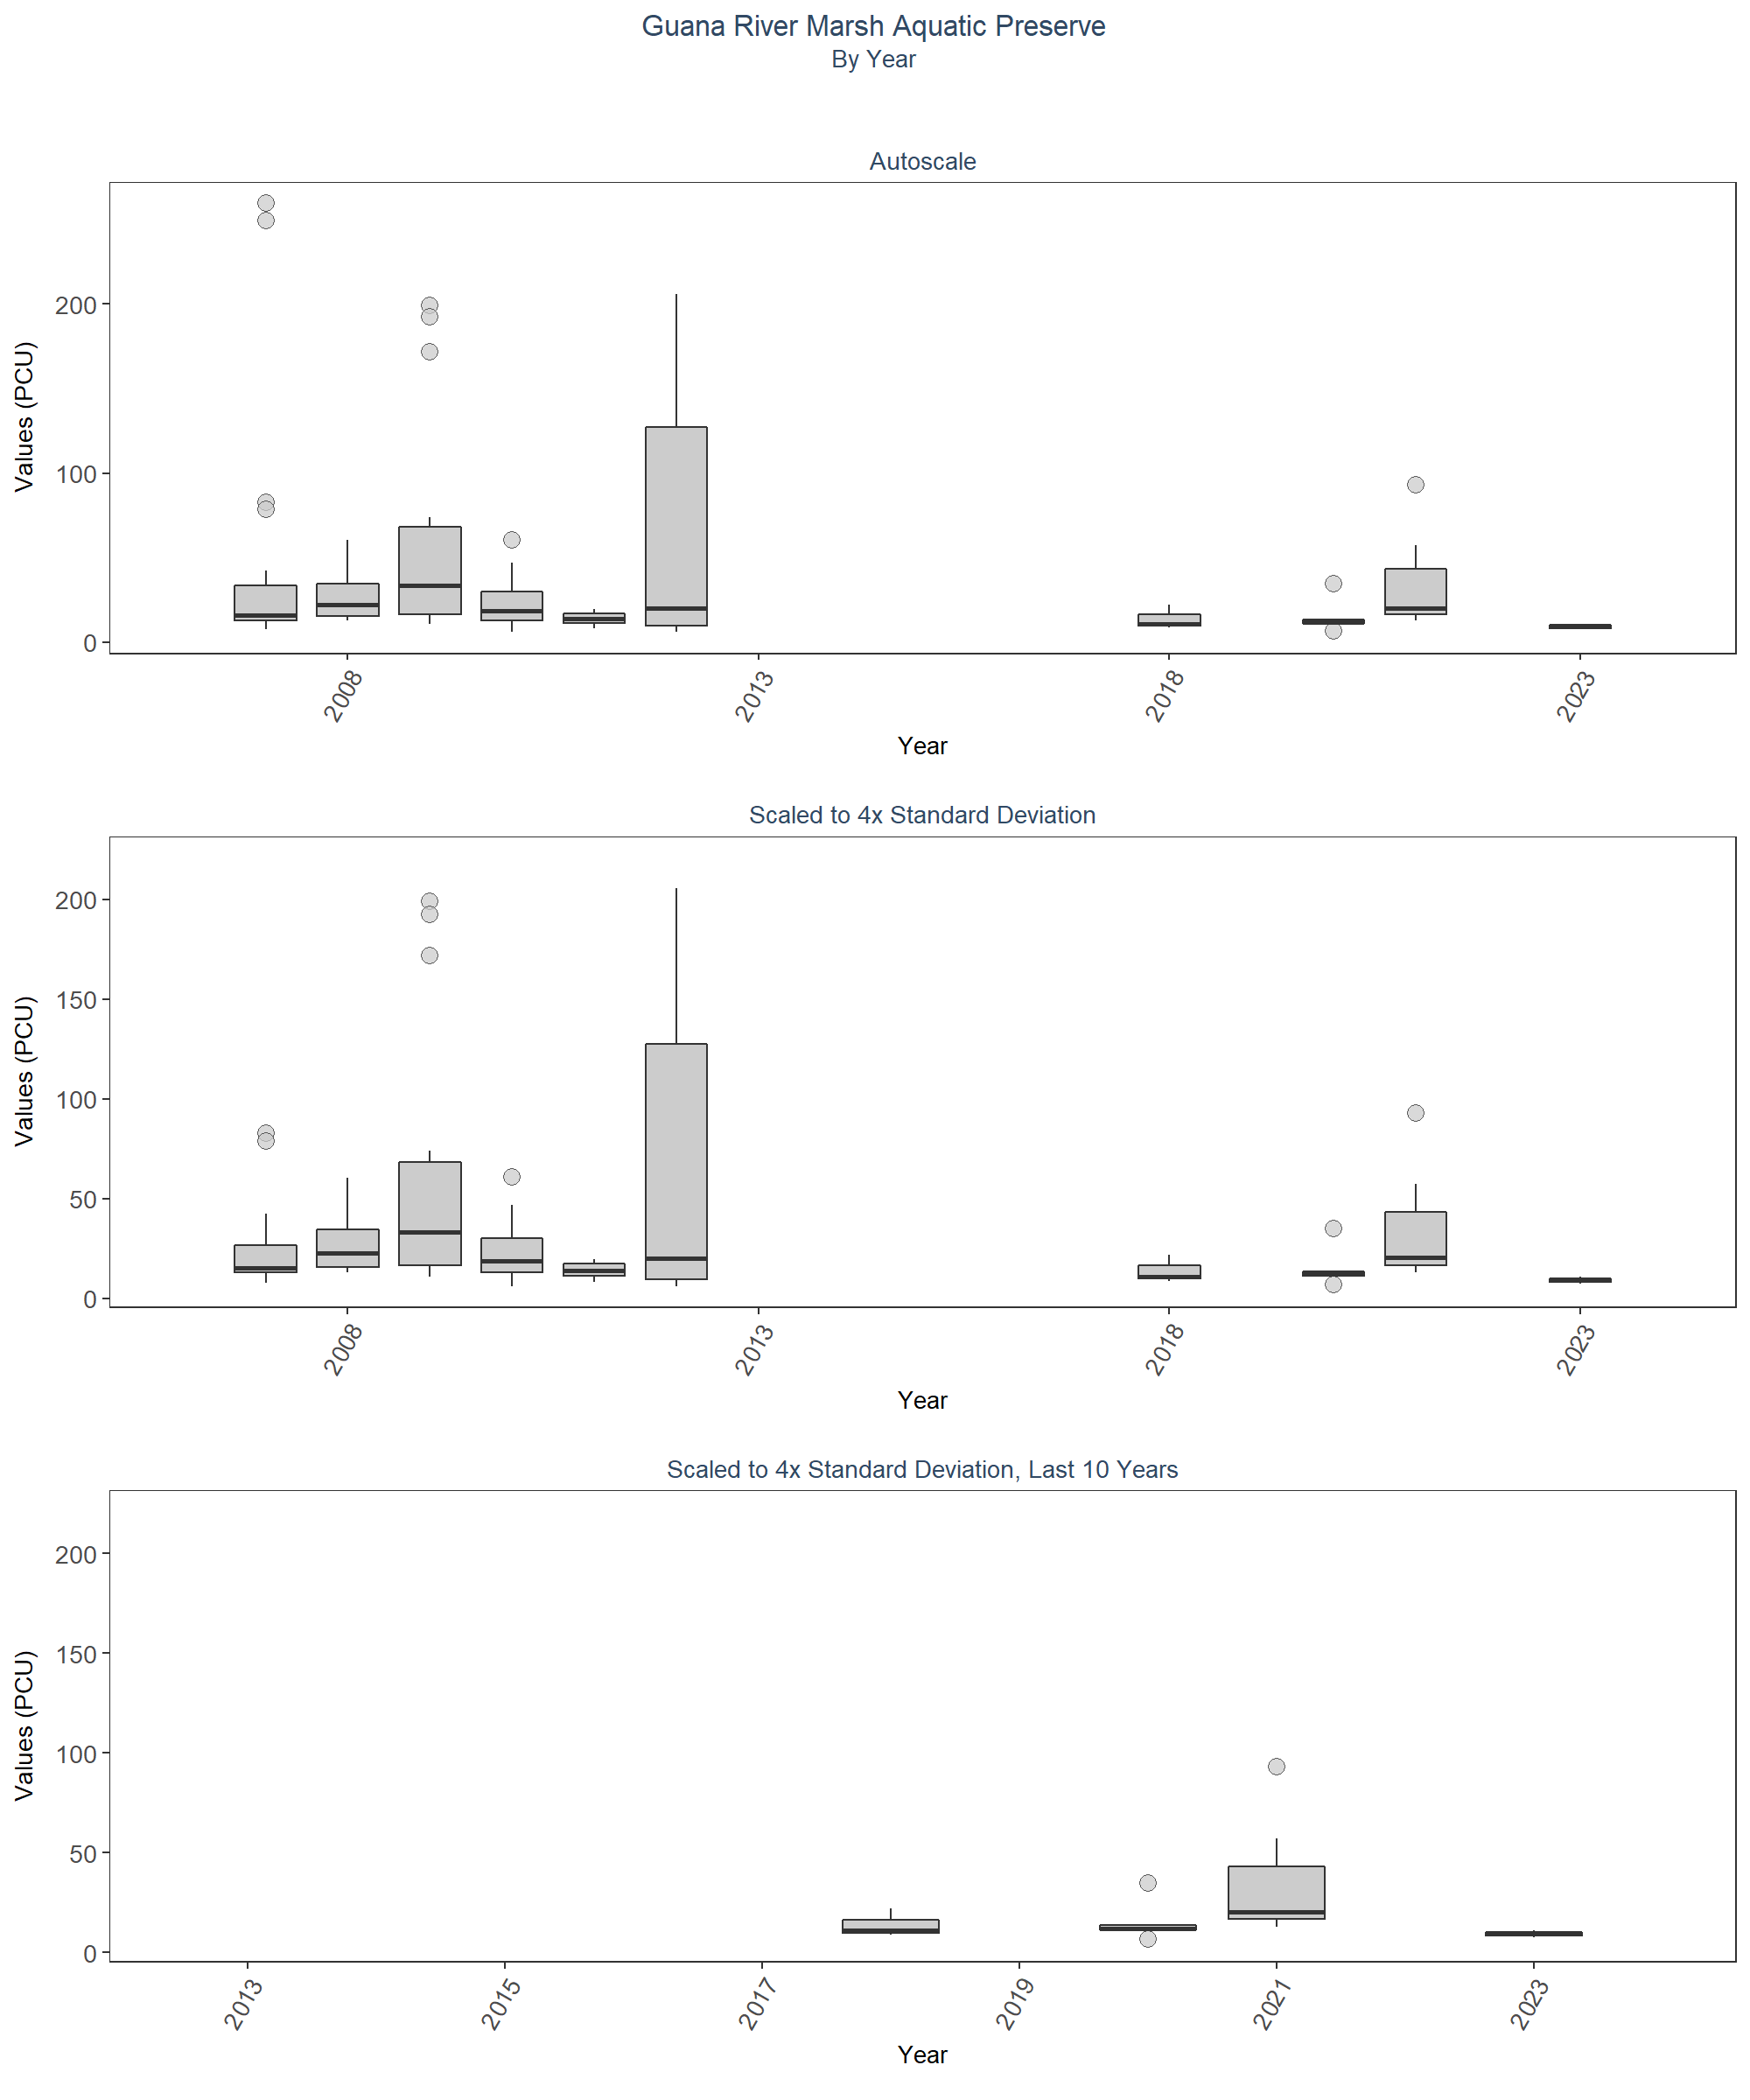 Guana River Marsh Aquatic Preserve
By Year
Autoscale
Values (PCU)
200
100
0
2008
2013
2018
2023
Year
Scaled to 4x Standard Deviation
Values (PCU)
200
150
100
50
0
2008
2013
2018
2023
Year
Scaled to 4x Standard Deviation, Last 10 Years
Values (PCU)
200
150
100
50
0
2013
2015
2017
2019
2021
2023
Year